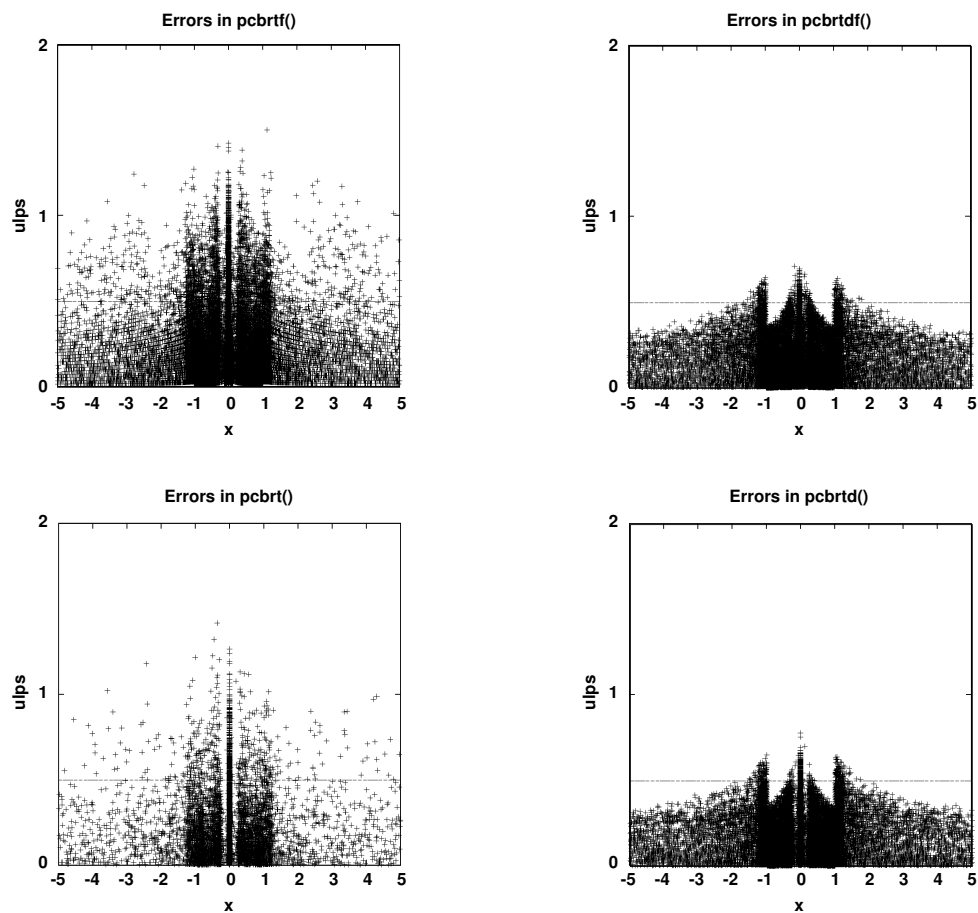 Errors in pcbrtf()
2
1
0
ulps
-5 -4 -3 -2 -1 0 1 2 3 4 5
x
Errors in pcbrtdf()
2
1
0
ulps
-5 -4 -3 -2 -1 0 1 2 3 4 5
x
Errors in pcbrt()
2
1
0
ulps
-5 -4 -3 -2 -1 0 1 2 3 4 5
x
Errors in pcbrtd()
2
1
0
ulps
-5 -4 -3 -2 -1 0 1 2 3 4 5
x